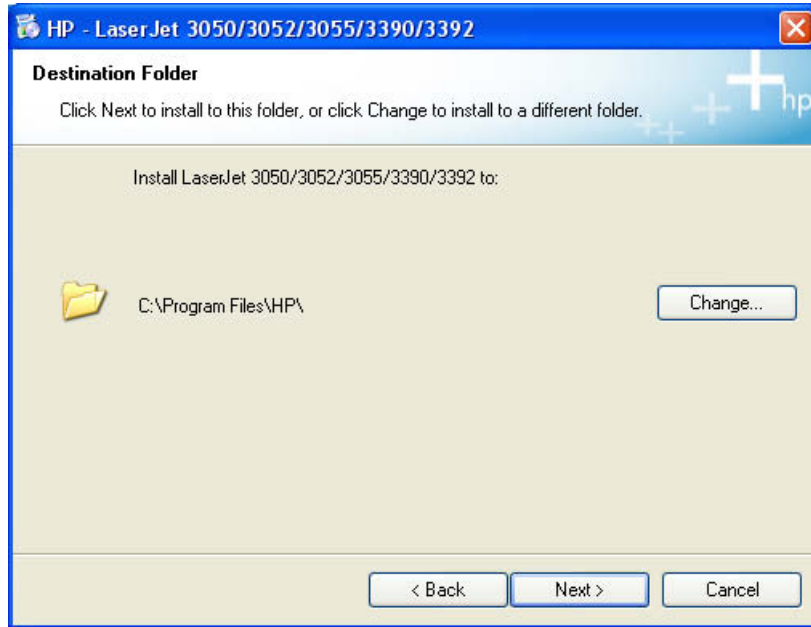 HP - LaserJet 3050/3052/3055/3390/3392
Destination Folder
Click Next to install to this folder, or click Change to install to a different folder.
hp
Install LaserJet 3050/3052/3055/3390/3392 to:
C:\Program Files\HP\
Change...
< Back
Next >
Cancel